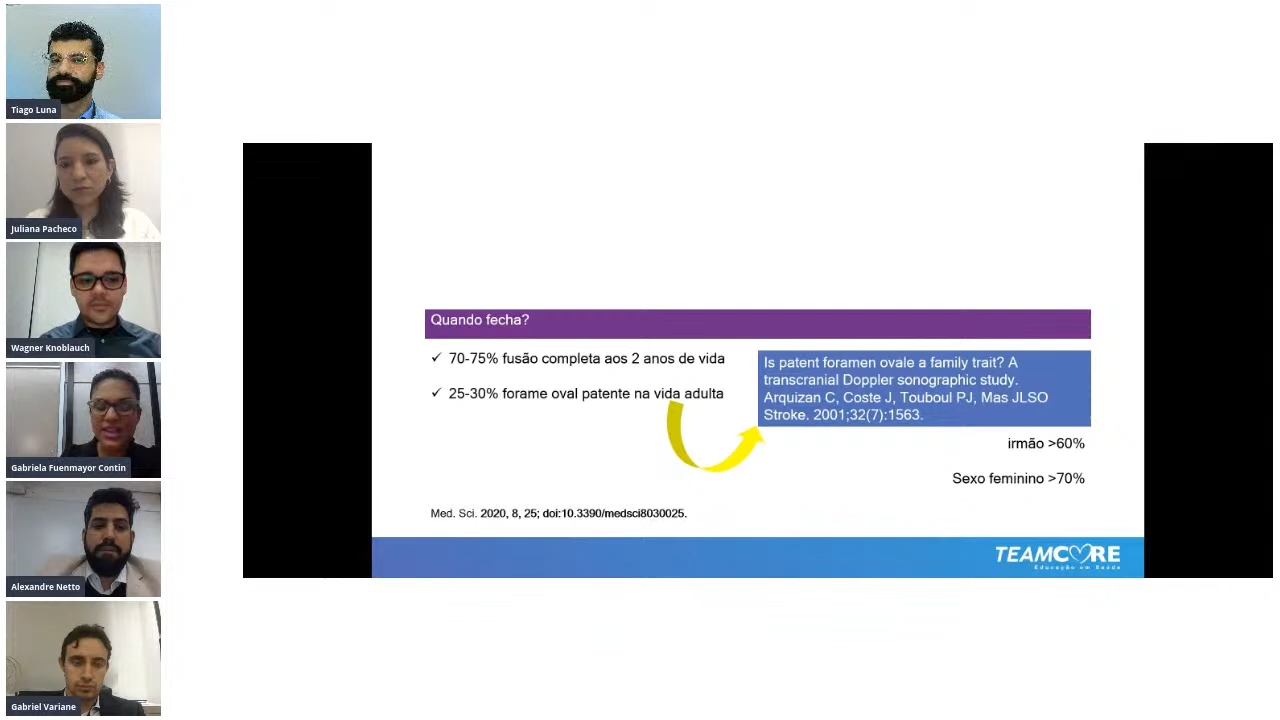 Tiago Luna
Juliana Pacheco
Wagner Knoblauch
Gabriela Fuenmayor Contin
Alexandre Netto
Gabriel Variane
Quando fecha?
✓ 70-75% fusão completa aos 2 anos de vida
✓ 25-30% forame oval patente na vida adulta
Is patent foramen ovale a family trait? A
transcranial Doppler sonographic study.
Arquizan C, Coste J, Touboul PJ, Mas JLSO
Stroke. 2001;32(7):1563.
irmão >60%
Sexo feminino >70%
Med. Sci. 2020, 8, 25; doi:10.3390/medsci8030025.
TEAMCORE
Educação em Saúde